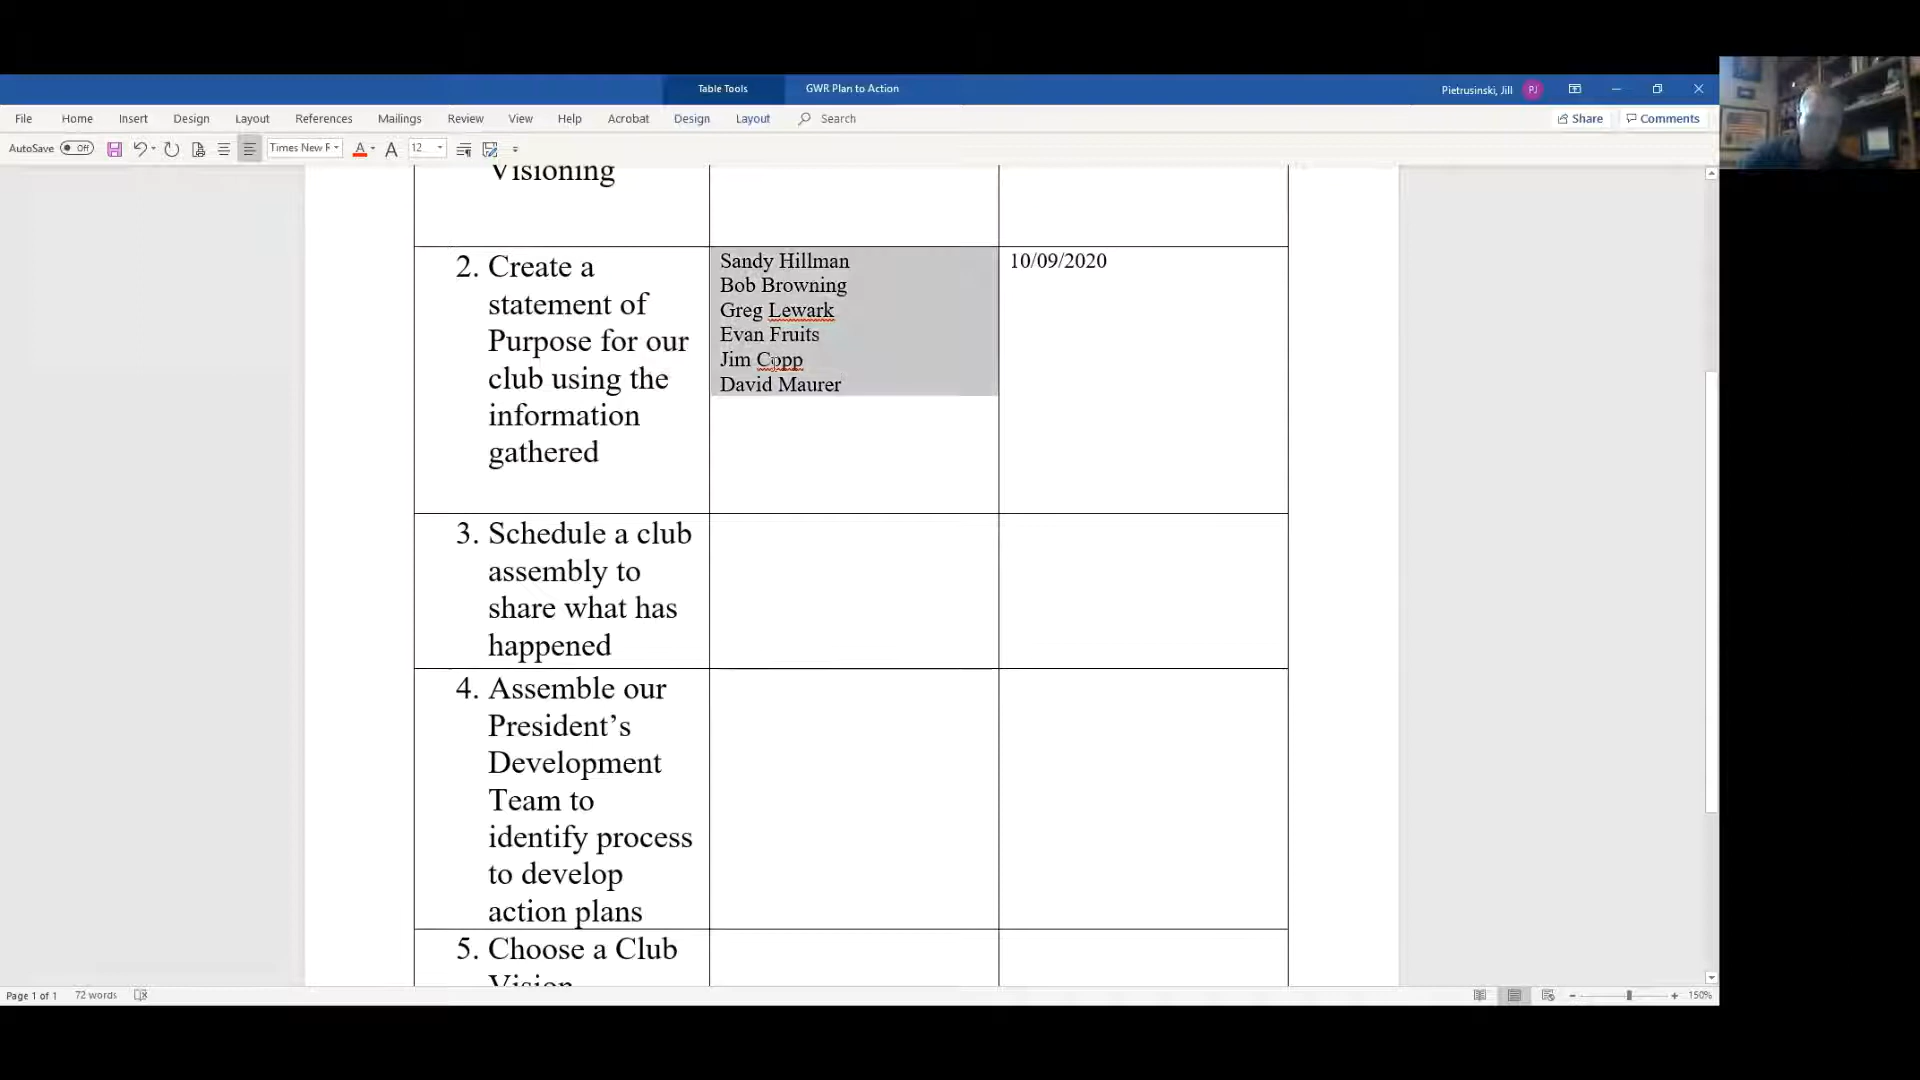 Table Tools
GWR Plan to Action
Pietrusinski, Jill
PJ
File Home Insert Design Layout References Mailings Review View Help Acrobat Design Layout Search
Share
Comments
AutoSave Off
Times New F
12
Visioning
2. Create a
statement of
Purpose for our
club using the
information
gathered
Sandy Hillman
Bob Browning
Greg Lewark
Evan Fruits
Jim Copp
David Maurer
10/09/2020
3. Schedule a club
assembly to
share what has
happened
4. Assemble our
President’s
Development
Team to
identify process
to develop
action plans
5. Choose a Club
Vision
Page 1 of 1 72 words
150%